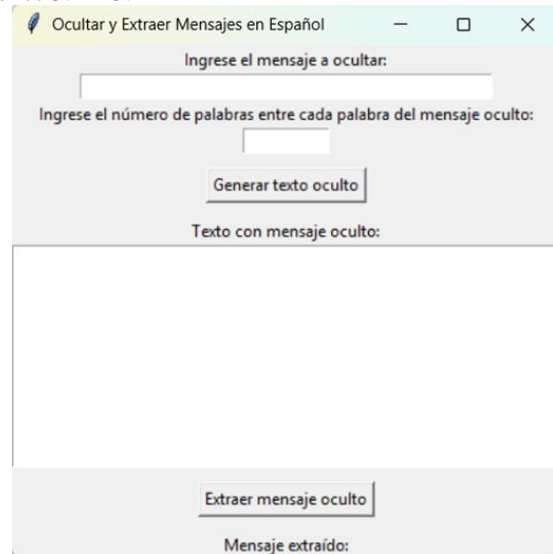 Ocultar y Extraer Mensajes en Español
Ingrese el mensaje a ocultar:
Ingrese el número de palabras entre cada palabra del mensaje oculto:
Generar texto oculto
Texto con mensaje oculto:
Extraer mensaje oculto
Mensaje extraído: